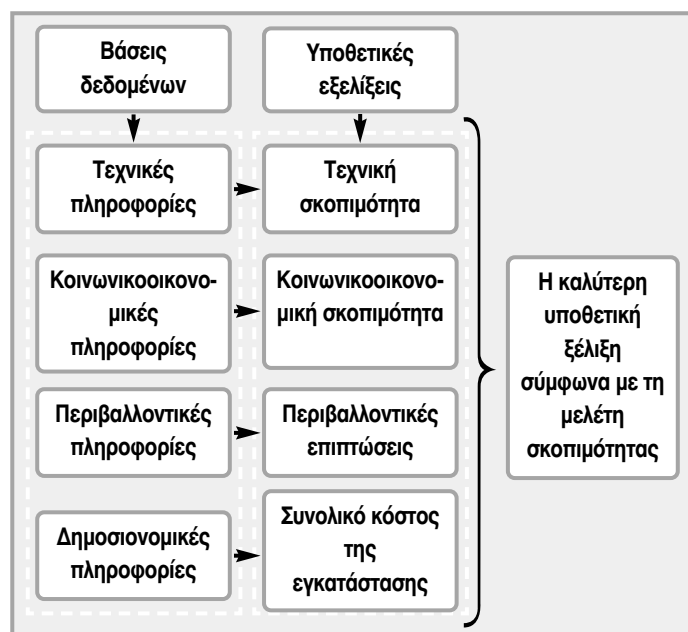 Βάσεις
δεδομένων
Υποθετικές
εξελίξεις
Τεχνικές
πληροφορίες
Τεχνική
σκοπιμότητα
Κοινωνικοοικονο-
μικές
πληροφορίες
Κοινωνικοοικονο-
μική σκοπιμότητα
Περιβαλλοντικές
πληροφορίες
Περιβαλλοντικές
επιπτώσεις
Δημοσιονομικές
πληροφορίες
Συνολικό κόστος
της
εγκατάστασης
Η καλύτερη
υποθετική
ξέλιξη
σύμφωνα με τη
μελέτη
σκοπιμότητας